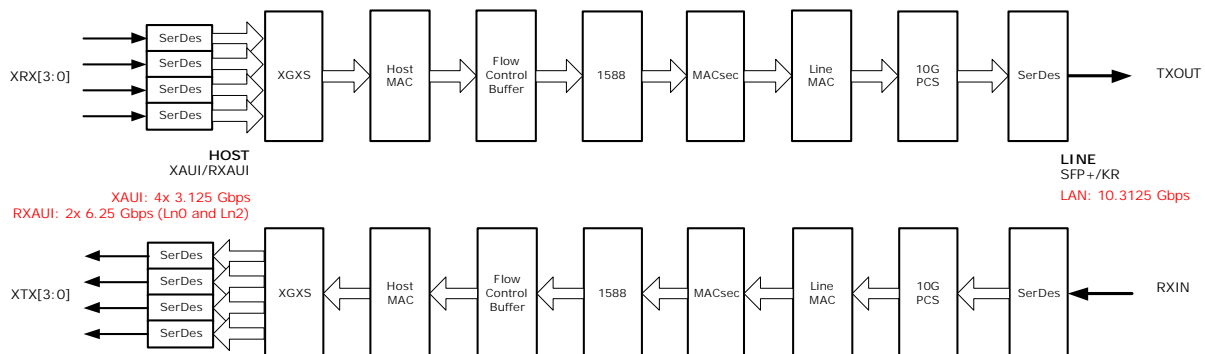 XRX[3:0]
SerDes
SerDes
SerDes
SerDes
XGXS
Host
MAC
Flow
Control
Buffer
1588
MACsec
Line
MAC
10G
PCS
SerDes
TXOUT
HOST
XAUI/RXAUI
XAUI: 4x 3.125 Gbps
RXAUI: 2x 6.25 Gbps (Ln0 and Ln2)
LINE
SFP+/KR
LAN: 10.3125 Gbps
XTX[3:0]
SerDes
SerDes
SerDes
SerDes
XGXS
Host
MAC
Flow
Control
Buffer
1588
MACsec
Line
MAC
10G
PCS
SerDes
RXIN